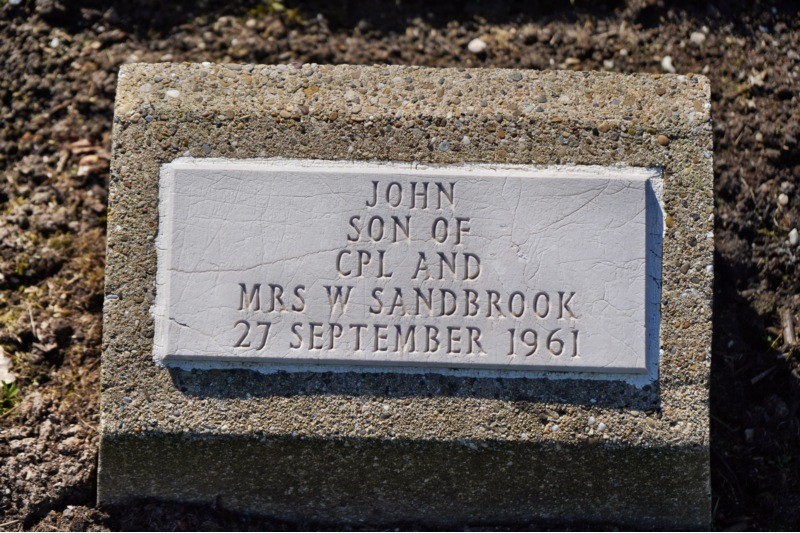 JOHN
SON OF
CPL AND
MRS W SANDBROOK
27 SEPTEMBER 1961